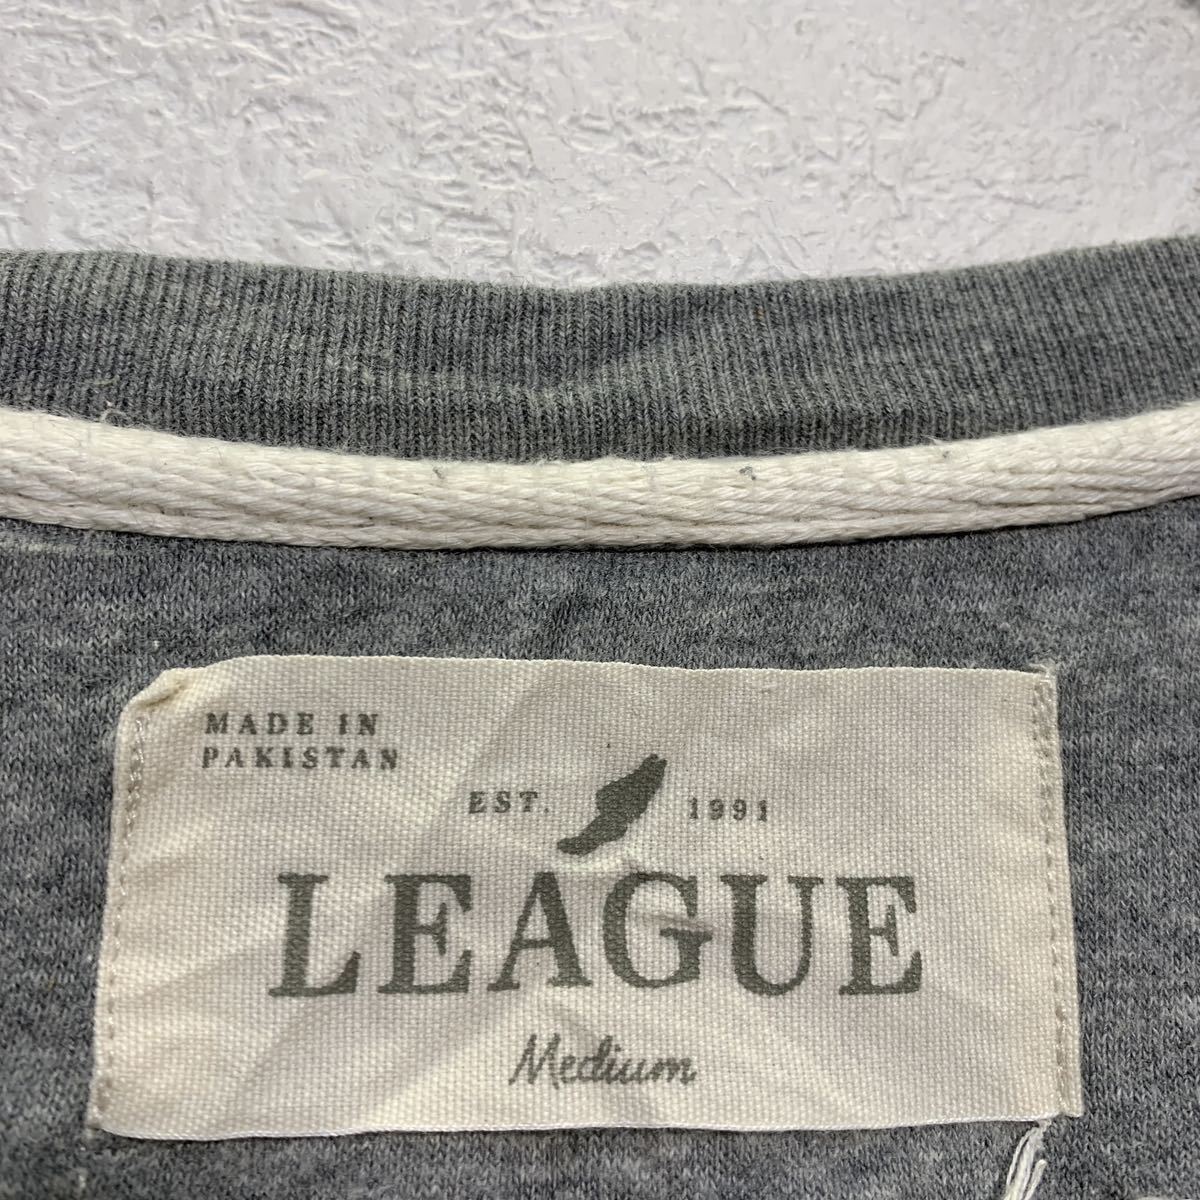 MADE IN
PAKISTAN
EST. 1991
LEAGUE
Medium